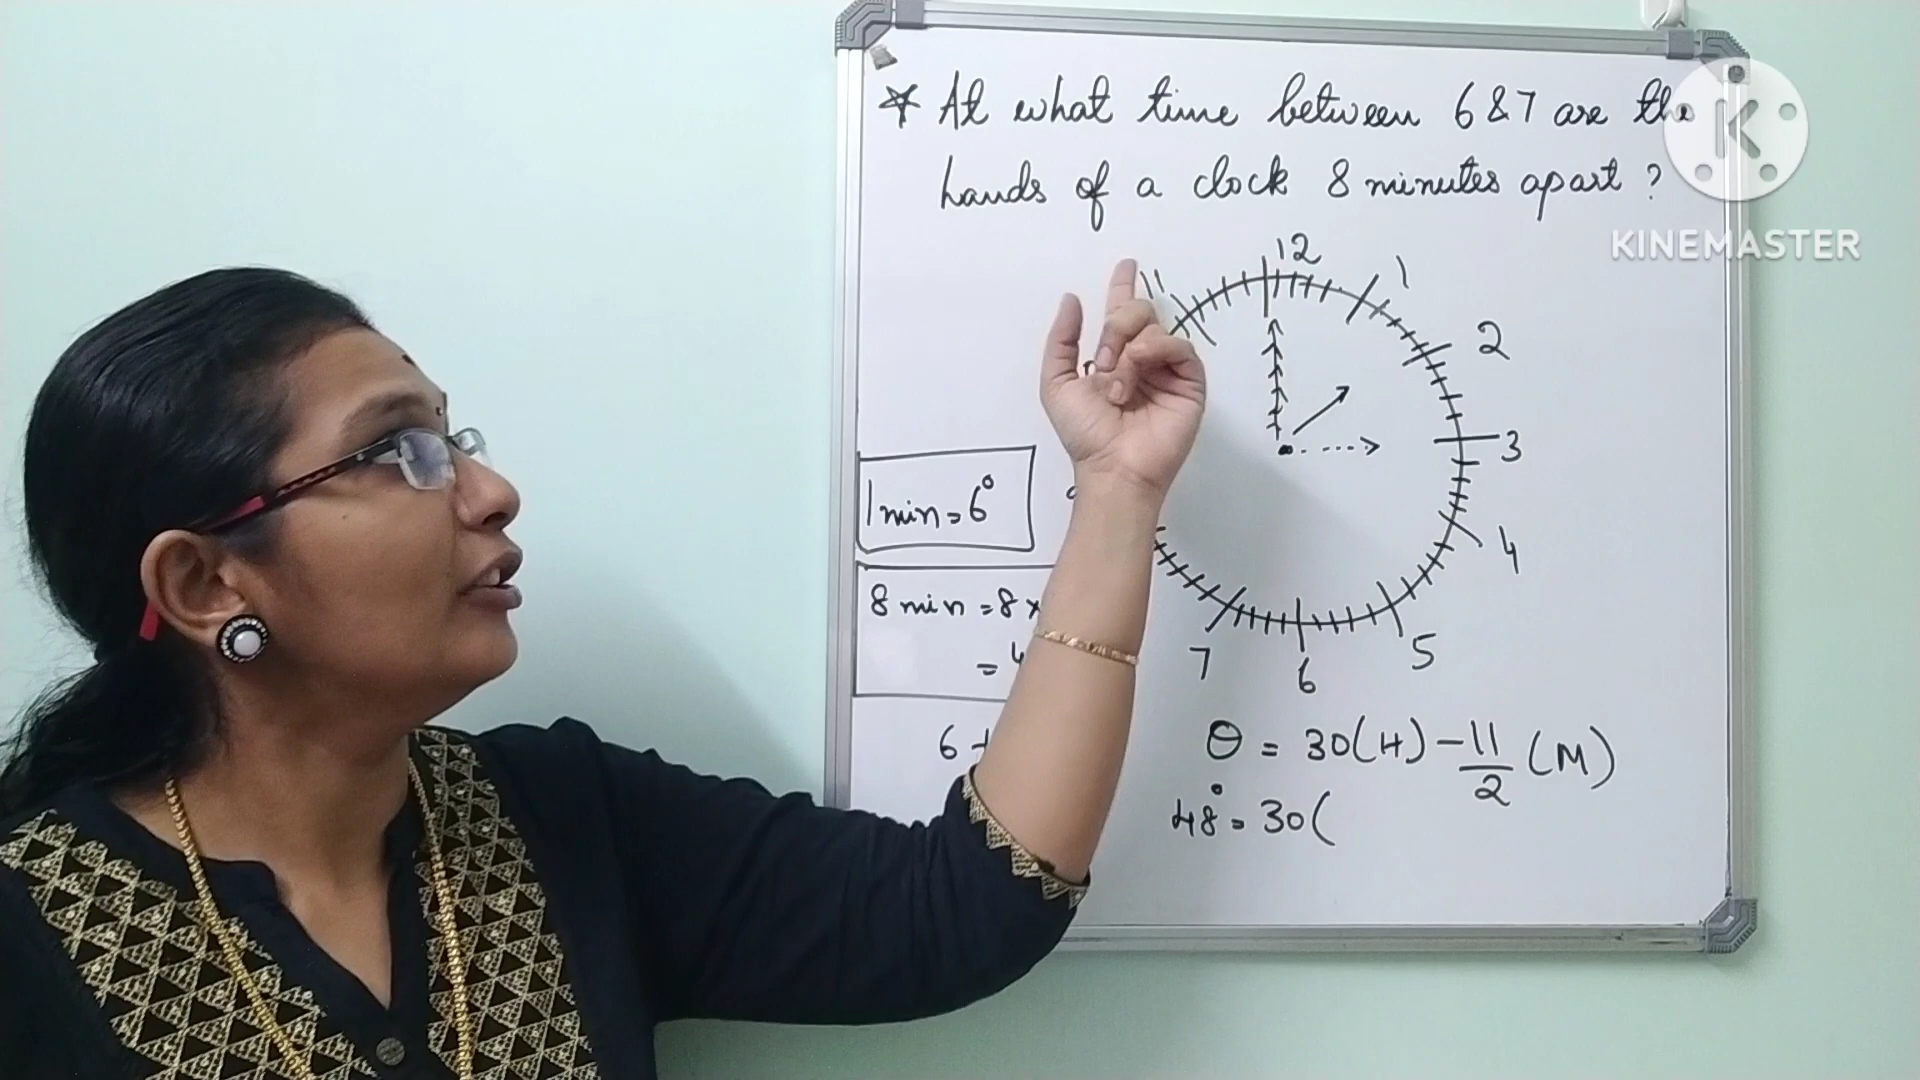 * At what time between 6 & 7 are the
hands of a clock 8 minutes apart ?
KINEMASTER
12
11
1
2
3
4
5
6
7
1 min = 6°
8 min = 8 ×
= 4
6
θ = 30(H) - 11/2 (M)
48° = 30(